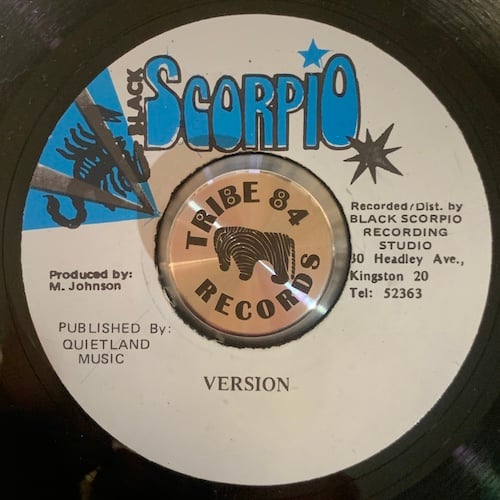 BLACK
SCORPIO
TRIBE 84
RECORDS
Recorded/Dist. by
BLACK SCORPIO
RECORDING
STUDIO
30 Headley Ave.,
Kingston 20
Tel: 52363
Produced by:
M. Johnson
PUBLISHED By:
QUIETLAND
MUSIC
VERSION